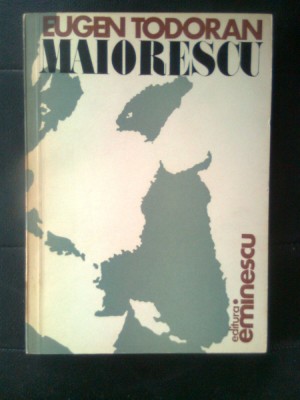 EUGEN TODORAN
MAIORESCU
editura
eminescu